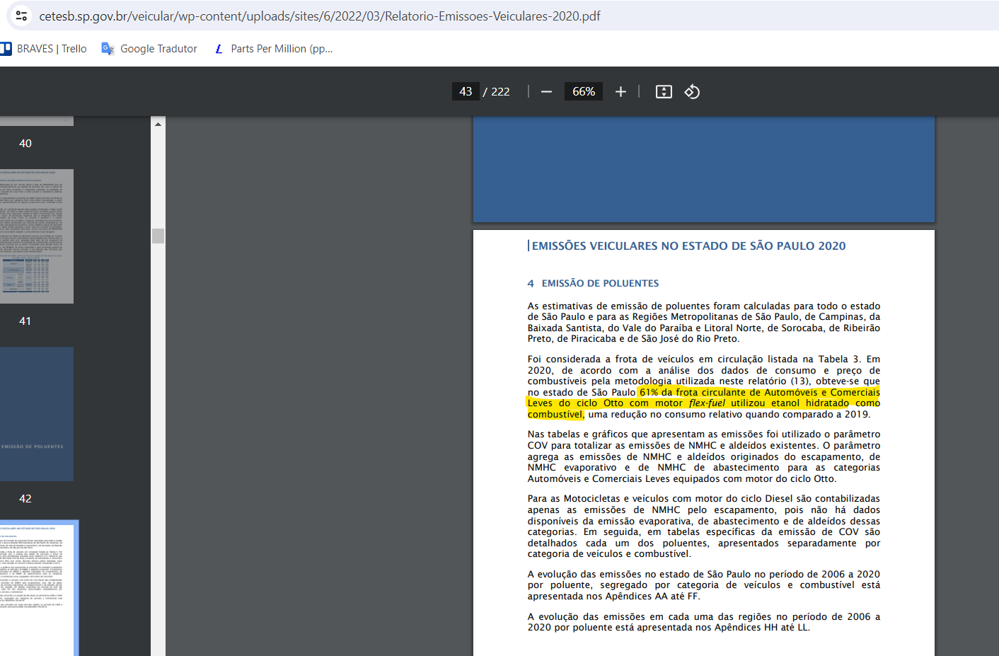 cetesb.sp.gov.br/veicular/wp-content/uploads/sites/6/2022/03/Relatorio-Emissoes-Veiculares-2020.pdf
BRAVES | Trello
Google Tradutor
Parts Per Million (pp...
43 / 222
66%
40
41
EMISSÃO DE POLUENTES
42
EMISSÕES VEICULARES NO ESTADO DE SÃO PAULO 2020
4 EMISSÃO DE POLUENTES
As estimativas de emissão de poluentes foram calculadas para todo o estado
de São Paulo e para as Regiões Metropolitanas de São Paulo, de Campinas, da
Baixada Santista, do Vale do Paraíba e Litoral Norte, de Sorocaba, de Ribeirão
Preto, de Piracicaba e de São José do Rio Preto.
Foi considerada a frota de veículos em circulação listada na Tabela 3. Em
2020, de acordo com a análise dos dados de consumo e preço de
combustíveis pela metodologia utilizada neste relatório (13), obteve-se que
no estado de São Paulo 61% da frota circulante de Automóveis e Comerciais
Leves do ciclo Otto com motor flex-fuel utilizou etanol hidratado como
combustível, uma redução no consumo relativo quando comparado a 2019.
Nas tabelas e gráficos que apresentam as emissões foi utilizado o parâmetro
COV para totalizar as emissões de NMHC e aldeídos existentes. O parâmetro
agrega as emissões de NMHC e aldeídos originados do escapamento, de
NMHC evaporativo e de NMHC de abastecimento para as categorias
Automóveis e Comerciais Leves equipados com motor do ciclo Otto.
Para as Motocicletas e veículos com motor do ciclo Diesel são contabilizadas
apenas as emissões de NMHC pelo escapamento, pois não há dados
disponíveis da emissão evaporativa, de abastecimento e de aldeídos dessas
categorias. Em seguida, em tabelas específicas da emissão de COV são
detalhados cada um dos poluentes, apresentados separadamente por
categoria de veículos e combustível.
A evolução das emissões no estado de São Paulo no período de 2006 a 2020
por poluente, segregado por categoria de veículos e combustível está
apresentada nos Apêndices AA até FF.
A evolução das emissões em cada uma das regiões no período de 2006 a
2020 por poluente está apresentada nos Apêndices HH até LL.